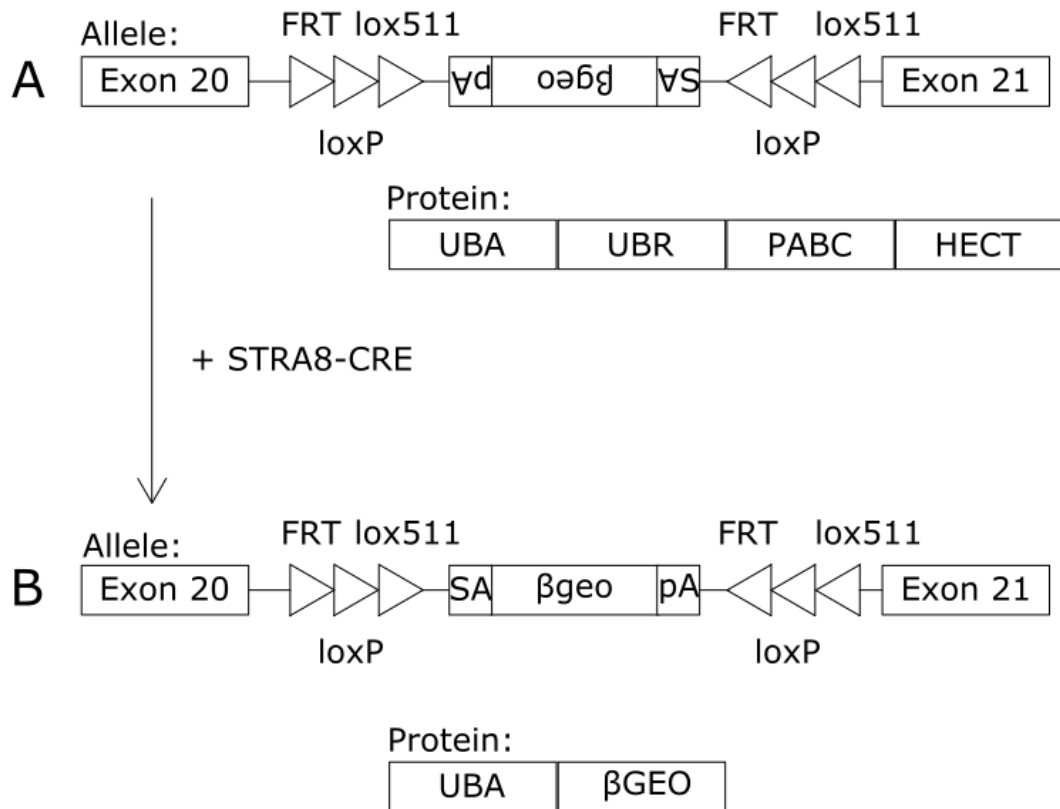 Allele:
FRT lox511 FRT lox511
A Exon 20 pA βgeo SA Exon 21
loxP loxP
Protein:
UBA UBR PABC HECT
+ STRA8-CRE
Allele:
FRT lox511 FRT lox511
B Exon 20 SA βgeo pA Exon 21
loxP loxP
Protein:
UBA βGEO